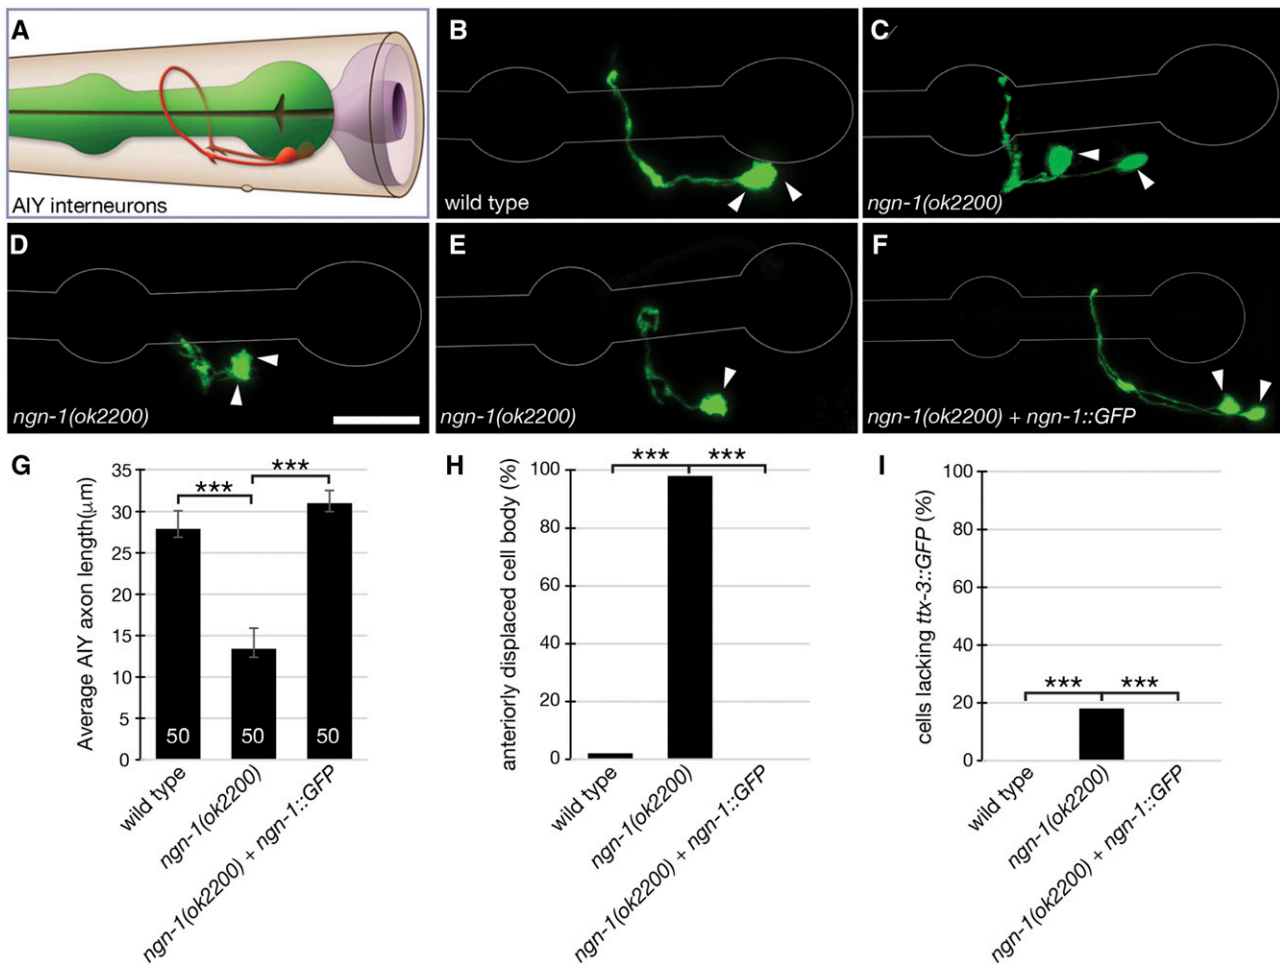 A
AIY interneurons
B
wild type
C
ngn-1(ok2200)
D
ngn-1(ok2200)
E
ngn-1(ok2200)
F
ngn-1(ok2200) + ngn-1::GFP
G
Average AIY axon length(μm)
35
30
25
20
15
10
5
0
***
***
50
50
50
wild type
ngn-1(ok2200)
ngn-1(ok2200) + ngn-1::GFP
H
anteriorly displaced cell body (%)
100
80
60
40
20
0
***
***
wild type
ngn-1(ok2200)
ngn-1(ok2200) + ngn-1::GFP
I
cells lacking ttx-3::GFP (%)
100
80
60
40
20
0
***
***
wild type
ngn-1(ok2200)
ngn-1(ok2200) + ngn-1::GFP